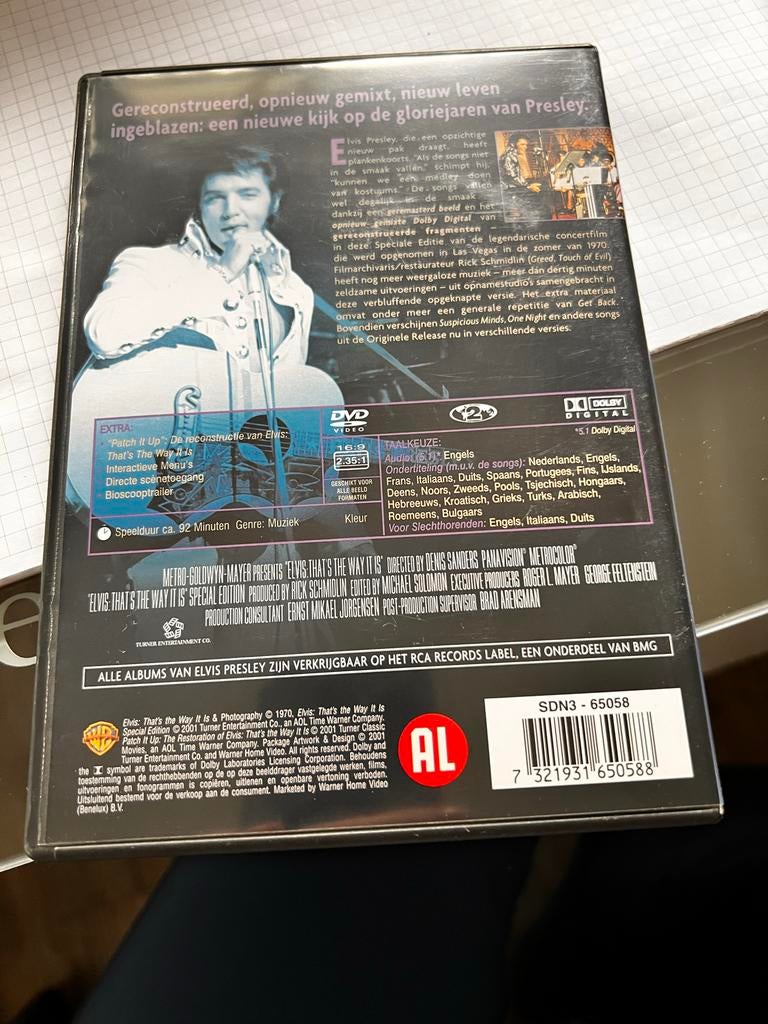 Gereconstrueerd, opnieuw gemixt, nieuw leven
ingeblazen: een nieuwe kijk op de gloriejaren van Presley.
Elvis Presley, die een opzichtige
nieuw pak draagt, heeft
plankenkoorts. "Als de songs niet
in de smaak vallen," schimpt hij,
"kunnen we een medley doen
van kostuums." De songs vallen
wel degelijk in de smaak
dankzij een geremasterd beeld en het
opnieuw gemixte Dolby Digital van
gereconstrueerde fragmenten
in deze Speciale Editie van de legendarische concertfilm
die werd opgenomen in Las Vegas in de zomer van 1970.
Filmarchivaris/restaurateur Rick Schmidlin (Greed, Touch of Evil)
heeft nog meer weergaloze muziek – meer dan dertig minuten
zeldzame uitvoeringen – uit opnamestudio's samengebracht in
deze verbluffende opgeknapte versie. Het extra materiaal
omvat onder meer een generale repetitie van Get Back.
Bovendien verschijnen Suspicious Minds, One Night en andere songs
uit de Originele Release nu in verschillende versies.
EXTRA:
"Patch It Up": De reconstructie van Elvis:
That's The Way It Is
Interactieve Menu's
Directe scènetoegang
Bioscooptrailer
Speelduur ca. 92 Minuten Genre: Muziek Kleur
DVD
VIDEO
16:9
2.35:1
GESCHIKT VOOR
ALLE BEELD
FORMATEN
2
DOLBY
DIGITAL
*5.1 Dolby Digital
TAALKEUZE:
Audio (5.1)*: Engels
Ondertiteling (m.u.v. de songs): Nederlands, Engels,
Frans, Italiaans, Duits, Spaans, Portugees, Fins, IJslands,
Deens, Noors, Zweeds, Pools, Tsjechisch, Hongaars,
Hebreeuws, Kroatisch, Grieks, Turks, Arabisch,
Roemeens, Bulgaars
Voor Slechthorenden: Engels, Italiaans, Duits
METRO-GOLDWYN-MAYER PRESENTS "ELVIS: THAT'S THE WAY IT IS" DIRECTED BY DENIS SANDERS PANAVISION® METROCOLOR®
"ELVIS: THAT'S THE WAY IT IS" SPECIAL EDITION PRODUCED BY RICK SCHMIDLIN EDITED BY MICHAEL SOLOMON EXECUTIVE PRODUCERS ROGER L. MAYER GEORGE FELTENSTEIN
PRODUCTION CONSULTANT ERNST MIKAEL JORGENSEN POST-PRODUCTION SUPERVISOR BRAD ARENSMAN
TURNER ENTERTAINMENT CO.
ALLE ALBUMS VAN ELVIS PRESLEY ZIJN VERKRIJGBAAR OP HET RCA RECORDS LABEL, EEN ONDERDEEL VAN BMG
Elvis: That's the Way It Is & Photography © 1970, Elvis: That's the Way It Is
Special Edition © 2001 Turner Entertainment Co., an AOL Time Warner Company.
Patch It Up: The Restoration of Elvis: That's the Way It Is © 2001 Turner Classic
Movies, an AOL Time Warner Company. Package Artwork & Design © 2001
Turner Entertainment Co. and Warner Home Video. All rights reserved. Dolby and
the symbol are trademarks of Dolby Laboratories Licensing Corporation. Behoudens
toestemming van de rechthebbenden op de op deze beelddrager vastgelegde werken, films,
uitvoeringen en fonogrammen is copiëren, uitlenen en openbare vertoning verboden.
Uitsluitend bestemd voor de verkoop aan de consument. Marketed by Warner Home Video
(Benelux) B.V.
AL
SDN3 - 65058
7 321931 650588
e